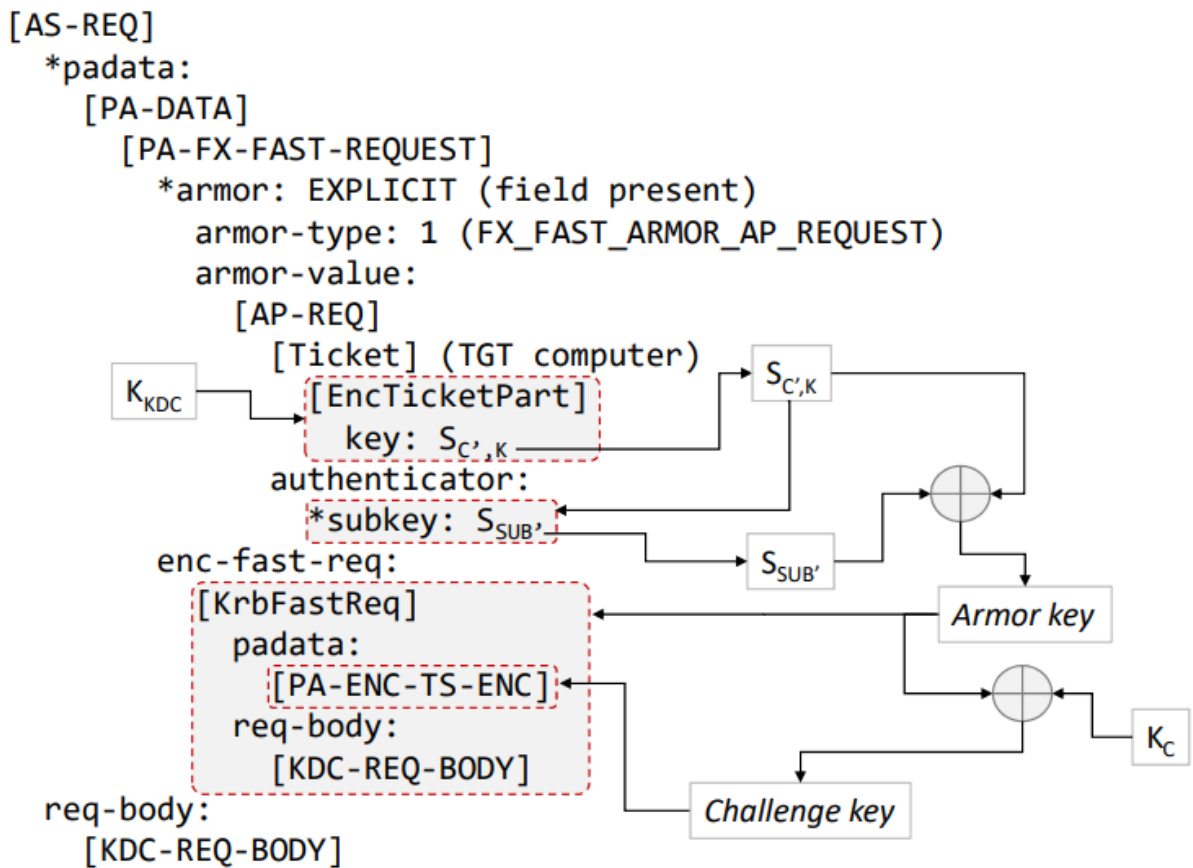 [AS-REQ]
*padata:
[PA-DATA]
[PA-FX-FAST-REQUEST]
*armor: EXPLICIT (field present)
armor-type: 1 (FX_FAST_ARMOR_AP_REQUEST)
armor-value:
[AP-REQ]
[Ticket] (TGT computer)
K_KDC
[EncTicketPart]
S_C',K
key: S_C',K
authenticator:
*subkey: S_SUB'
S_SUB'
enc-fast-req:
[KrbFastReq]
Armor key
padata:
[PA-ENC-TS-ENC]
req-body:
K_C
[KDC-REQ-BODY]
Challenge key
req-body:
[KDC-REQ-BODY]